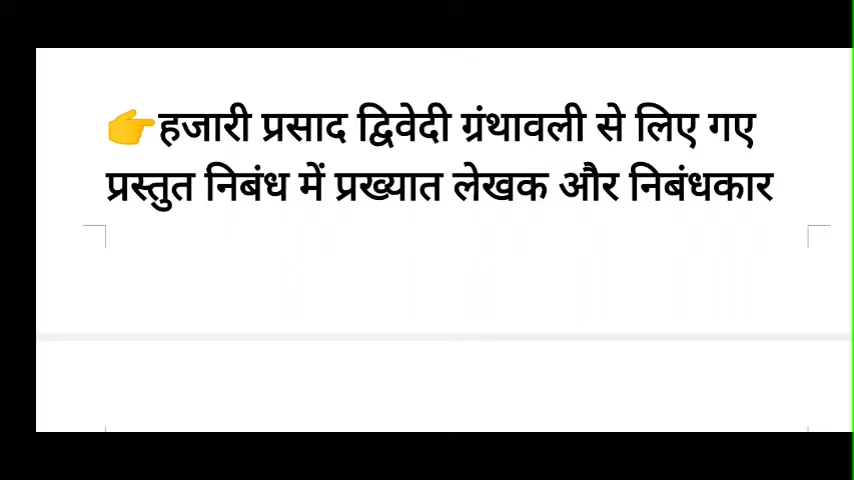 👉हजारी प्रसाद द्विवेदी ग्रंथावली से लिए गए
प्रस्तुत निबंध में प्रख्यात लेखक और निबंधकार